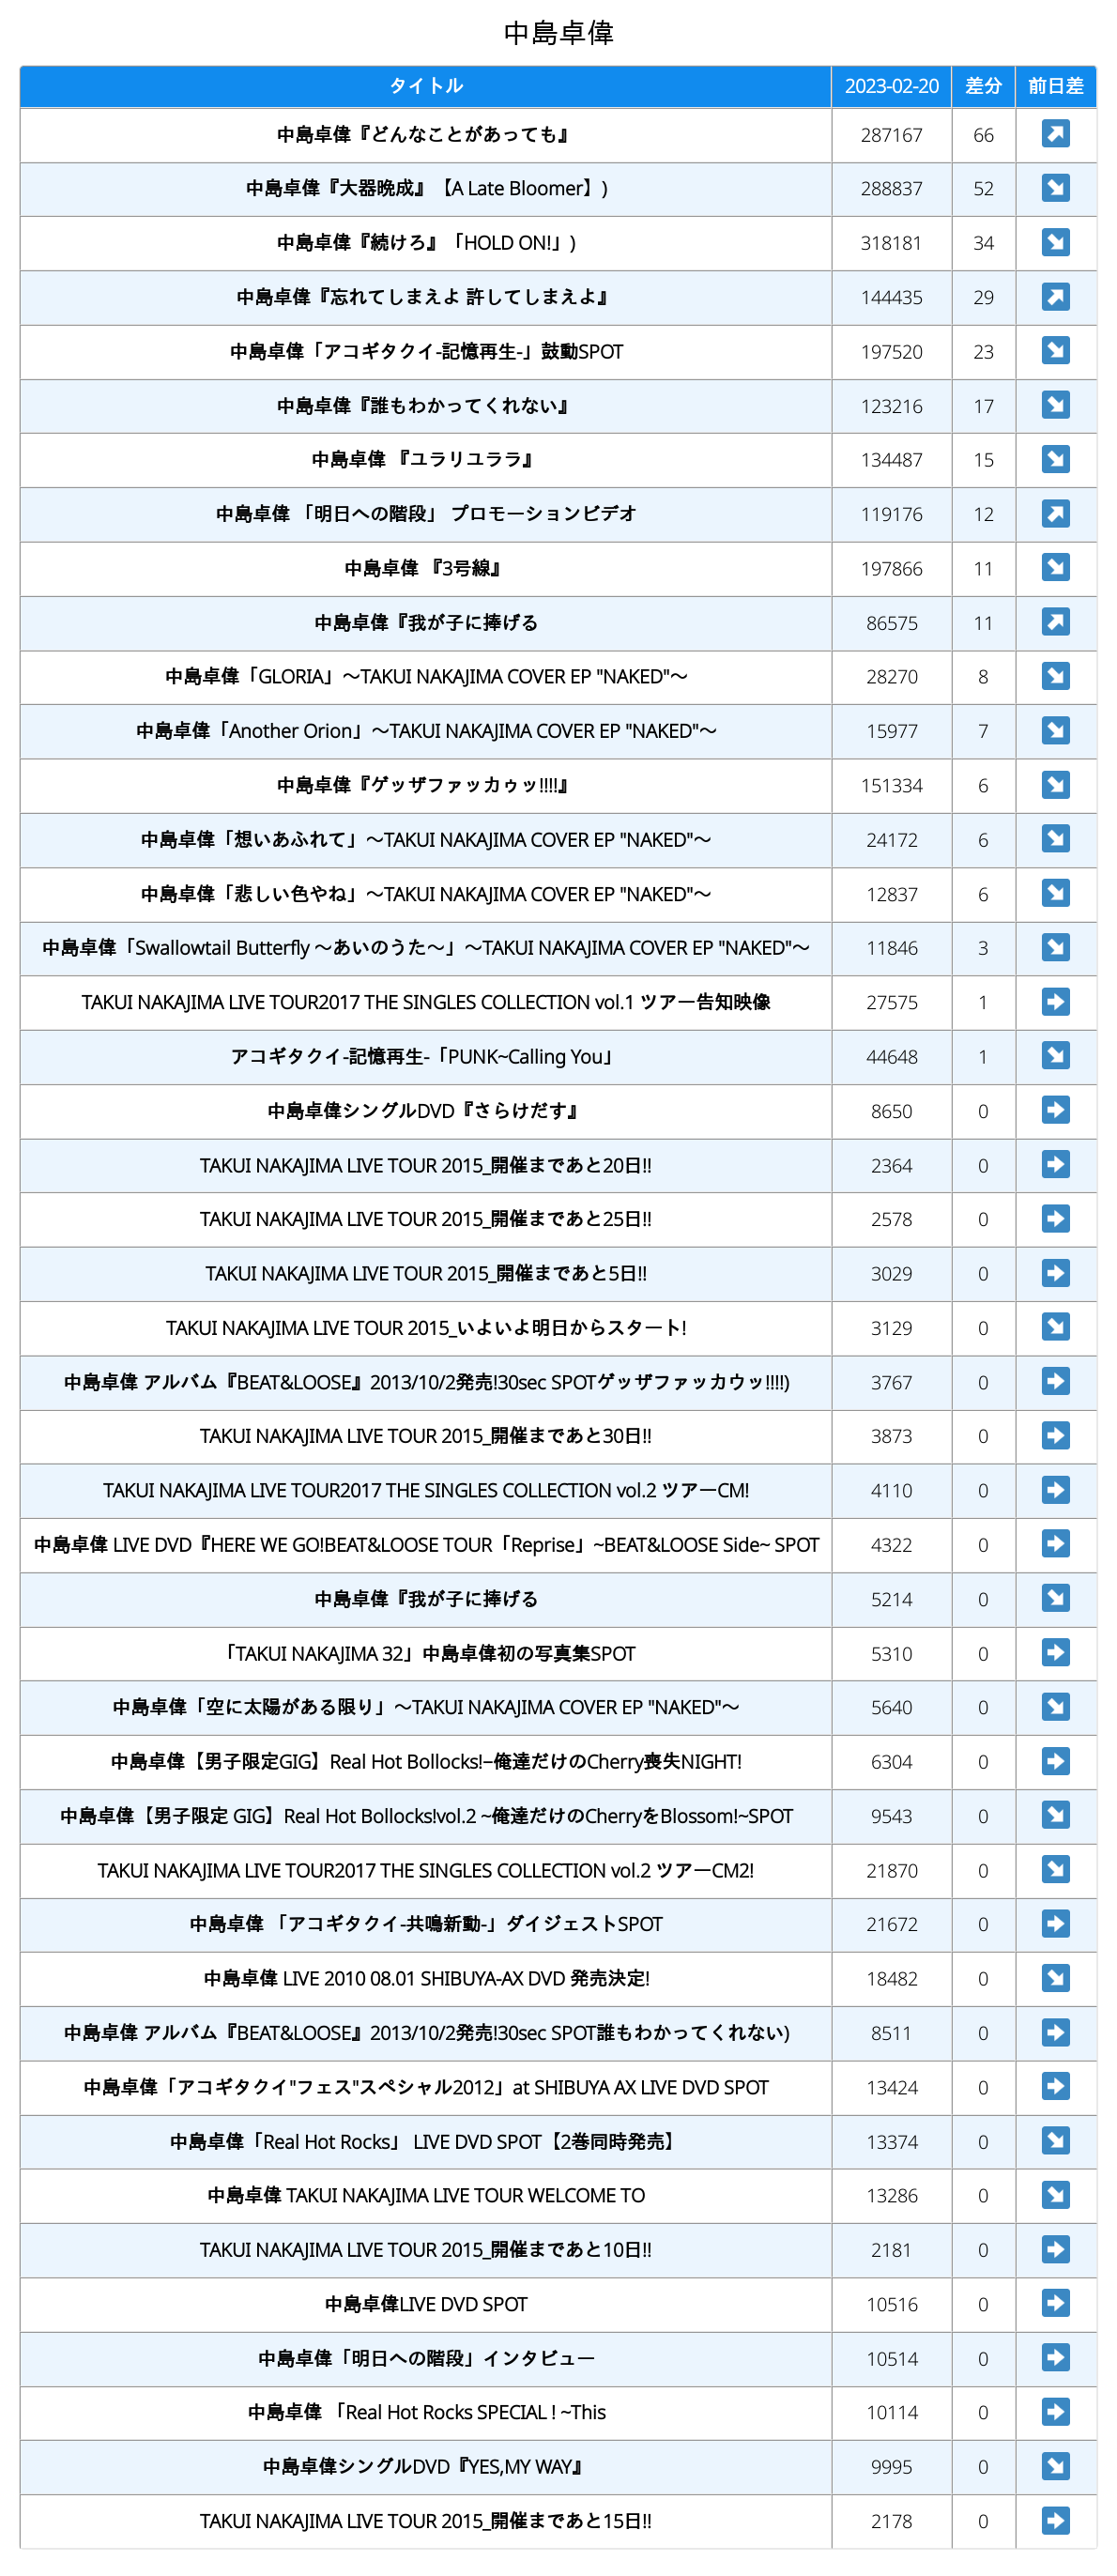 中島卓偉
タイトル 2023-02-20 差分 前日差
中島卓偉『どんなことがあっても』 287167 66 ↗
中島卓偉『大器晩成』【A Late Bloomer】) 288837 52 ↘
中島卓偉『続けろ』「HOLD ON!」) 318181 34 ↘
中島卓偉『忘れてしまえよ 許してしまえよ』 144435 29 ↗
中島卓偉「アコギタクイ-記憶再生-」鼓動SPOT 197520 23 ↘
中島卓偉『誰もわかってくれない』 123216 17 ↘
中島卓偉 『ユラリユララ』 134487 15 ↘
中島卓偉 「明日への階段」 プロモーションビデオ 119176 12 ↗
中島卓偉 『3号線』 197866 11 ↘
中島卓偉『我が子に捧げる 86575 11 ↗
中島卓偉「GLORIA」〜TAKUI NAKAJIMA COVER EP "NAKED"〜 28270 8 ↘
中島卓偉「Another Orion」〜TAKUI NAKAJIMA COVER EP "NAKED"〜 15977 7 ↘
中島卓偉『ゲッザファッカゥッ!!!!』 151334 6 ↘
中島卓偉「想いあふれて」〜TAKUI NAKAJIMA COVER EP "NAKED"〜 24172 6 ↘
中島卓偉「悲しい色やね」〜TAKUI NAKAJIMA COVER EP "NAKED"〜 12837 6 ↘
中島卓偉「Swallowtail Butterfly 〜あいのうた〜」〜TAKUI NAKAJIMA COVER EP "NAKED"〜 11846 3 ↘
TAKUI NAKAJIMA LIVE TOUR2017 THE SINGLES COLLECTION vol.1 ツアー告知映像 27575 1 ➡
アコギタクイ-記憶再生-「PUNK~Calling You」 44648 1 ↘
中島卓偉シングルDVD『さらけだす』 8650 0 ➡
TAKUI NAKAJIMA LIVE TOUR 2015_開催まであと20日!! 2364 0 ➡
TAKUI NAKAJIMA LIVE TOUR 2015_開催まであと25日!! 2578 0 ➡
TAKUI NAKAJIMA LIVE TOUR 2015_開催まであと5日!! 3029 0 ➡
TAKUI NAKAJIMA LIVE TOUR 2015_いよいよ明日からスタート! 3129 0 ↘
中島卓偉 アルバム『BEAT&LOOSE』2013/10/2発売!30sec SPOTゲッザファッカウッ!!!!) 3767 0 ➡
TAKUI NAKAJIMA LIVE TOUR 2015_開催まであと30日!! 3873 0 ➡
TAKUI NAKAJIMA LIVE TOUR2017 THE SINGLES COLLECTION vol.2 ツアーCM! 4110 0 ➡
中島卓偉 LIVE DVD『HERE WE GO!BEAT&LOOSE TOUR「Reprise」~BEAT&LOOSE Side~ SPOT 4322 0 ➡
中島卓偉『我が子に捧げる 5214 0 ↘
「TAKUI NAKAJIMA 32」中島卓偉初の写真集SPOT 5310 0 ➡
中島卓偉「空に太陽がある限り」〜TAKUI NAKAJIMA COVER EP "NAKED"〜 5640 0 ↘
中島卓偉【男子限定GIG】Real Hot Bollocks!−俺達だけのCherry喪失NIGHT! 6304 0 ➡
中島卓偉【男子限定 GIG】Real Hot Bollocks!vol.2 ~俺達だけのCherryをBlossom!~SPOT 9543 0 ↘
TAKUI NAKAJIMA LIVE TOUR2017 THE SINGLES COLLECTION vol.2 ツアーCM2! 21870 0 ↘
中島卓偉 「アコギタクイ-共鳴新動-」ダイジェストSPOT 21672 0 ➡
中島卓偉 LIVE 2010 08.01 SHIBUYA-AX DVD 発売決定! 18482 0 ↘
中島卓偉 アルバム『BEAT&LOOSE』2013/10/2発売!30sec SPOT誰もわかってくれない) 8511 0 ➡
中島卓偉「アコギタクイ"フェス"スペシャル2012」at SHIBUYA AX LIVE DVD SPOT 13424 0 ➡
中島卓偉「Real Hot Rocks」 LIVE DVD SPOT【2巻同時発売】 13374 0 ↘
中島卓偉 TAKUI NAKAJIMA LIVE TOUR WELCOME TO 13286 0 ↘
TAKUI NAKAJIMA LIVE TOUR 2015_開催まであと10日!! 2181 0 ➡
中島卓偉LIVE DVD SPOT 10516 0 ➡
中島卓偉「明日への階段」インタビュー 10514 0 ➡
中島卓偉 「Real Hot Rocks SPECIAL ! ~This 10114 0 ➡
中島卓偉シングルDVD『YES,MY WAY』 9995 0 ↘
TAKUI NAKAJIMA LIVE TOUR 2015_開催まであと15日!! 2178 0 ➡